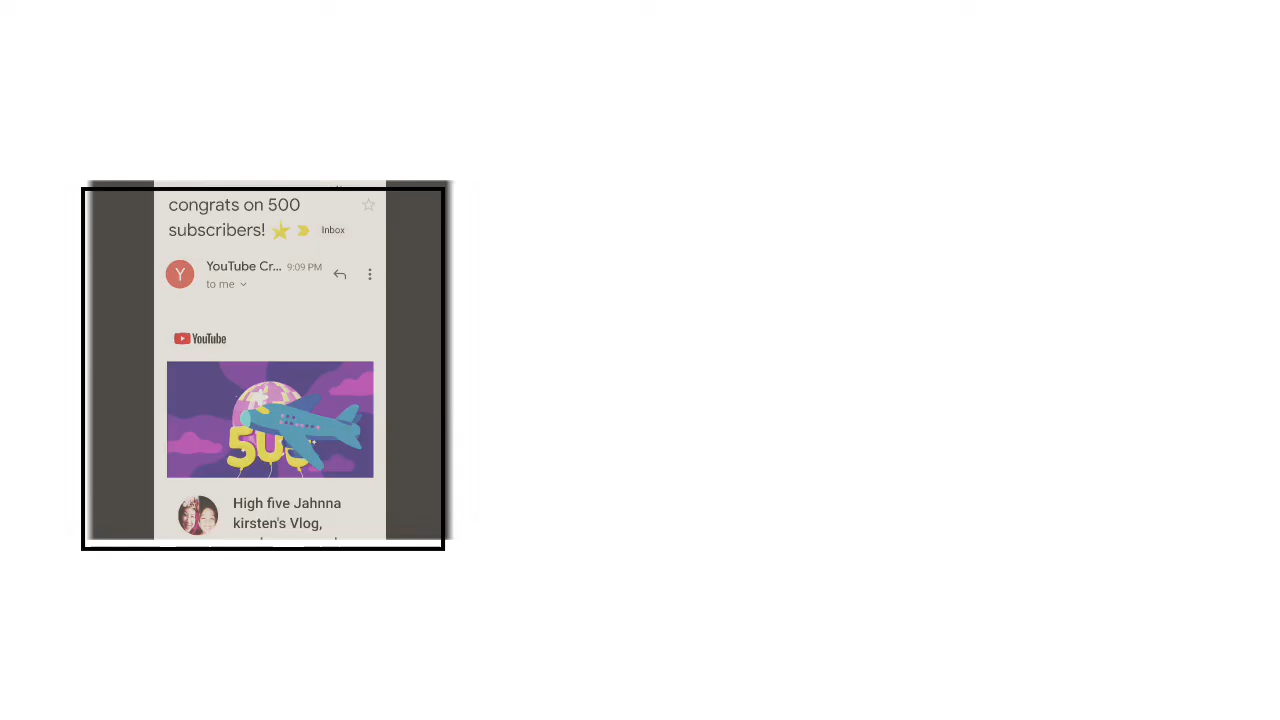 congrats on 500
subscribers! Inbox
YouTube Cr... 9:09 PM
Y
to me
YouTube
High five Jahnna
kirsten's Vlog,